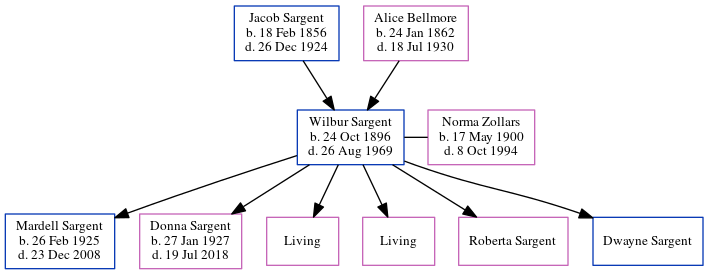 Jacob Sargent
b. 18 Feb 1856
d. 26 Dec 1924
Alice Bellmore
b. 24 Jan 1862
d. 18 Jul 1930
Wilbur Sargent
b. 24 Oct 1896
d. 26 Aug 1969
Norma Zollars
b. 17 May 1900
d. 8 Oct 1994
Mardell Sargent
b. 26 Feb 1925
d. 23 Dec 2008
Donna Sargent
b. 27 Jan 1927
d. 19 Jul 2018
Living
Living
Roberta Sargent
Dwayne Sargent